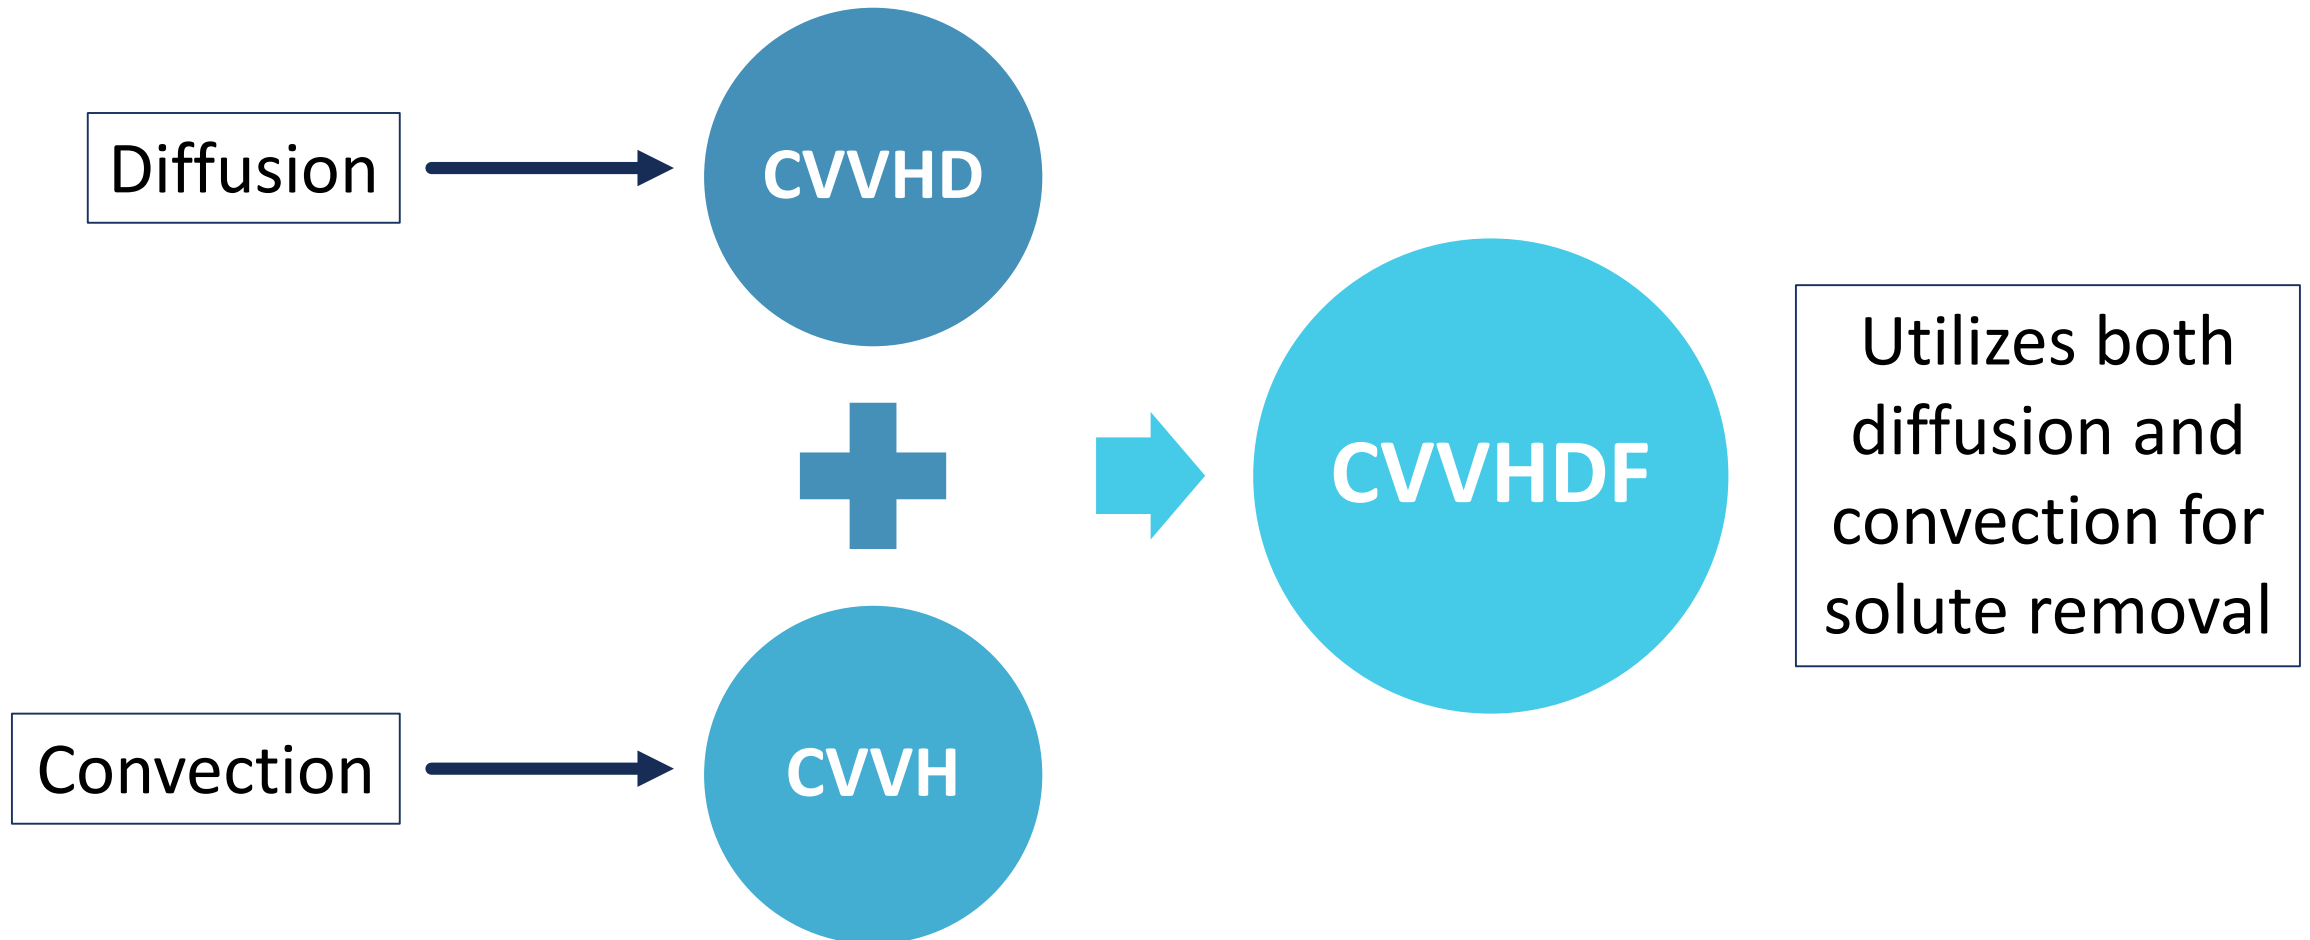 Diffusion
CVVHD
CVVHDF
Utilizes both
diffusion and
convection for
solute removal
Convection
CVVH